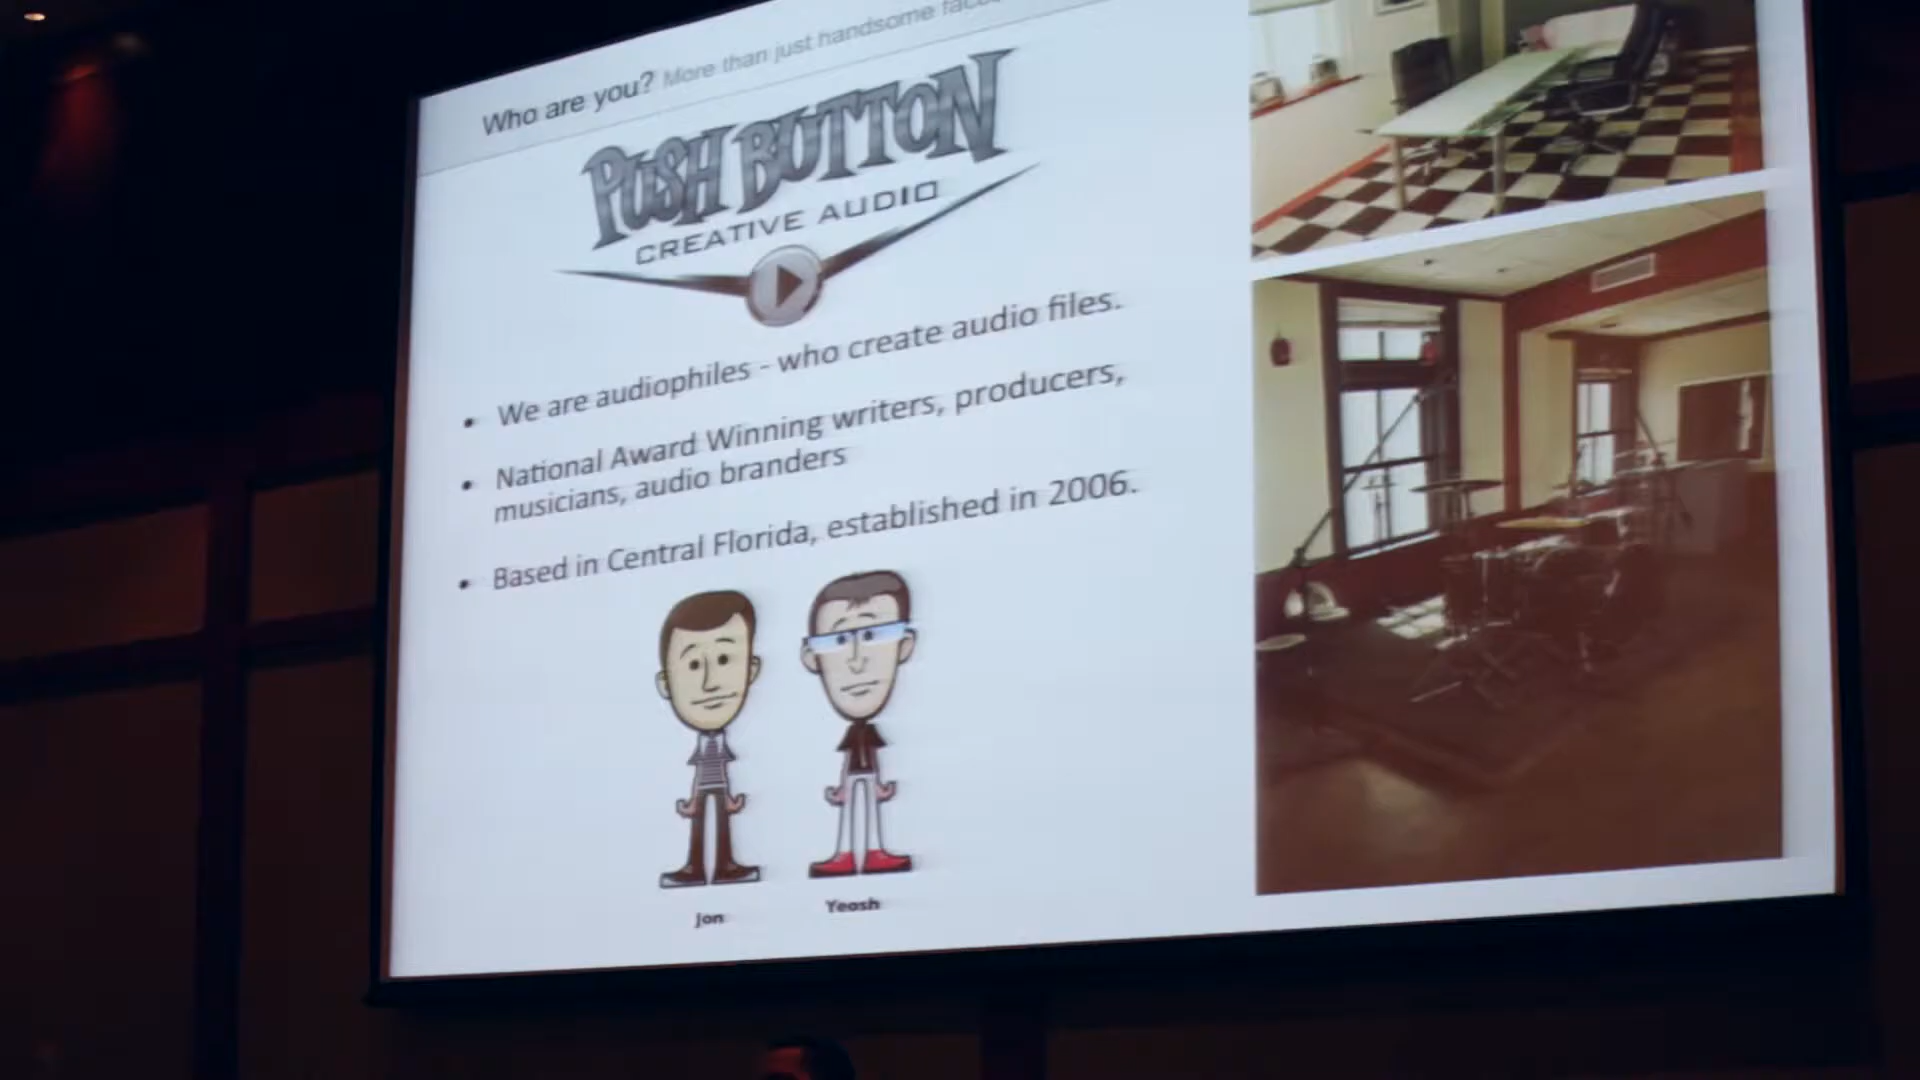 Who are you? More than just handsome
PUSH BUTTON
CREATIVE AUDIO
• We are audiophiles - who create audio files.
• National Award Winning writers, producers,
musicians, audio branders
• Based in Central Florida, established in 2006.
Jon
Yeosh